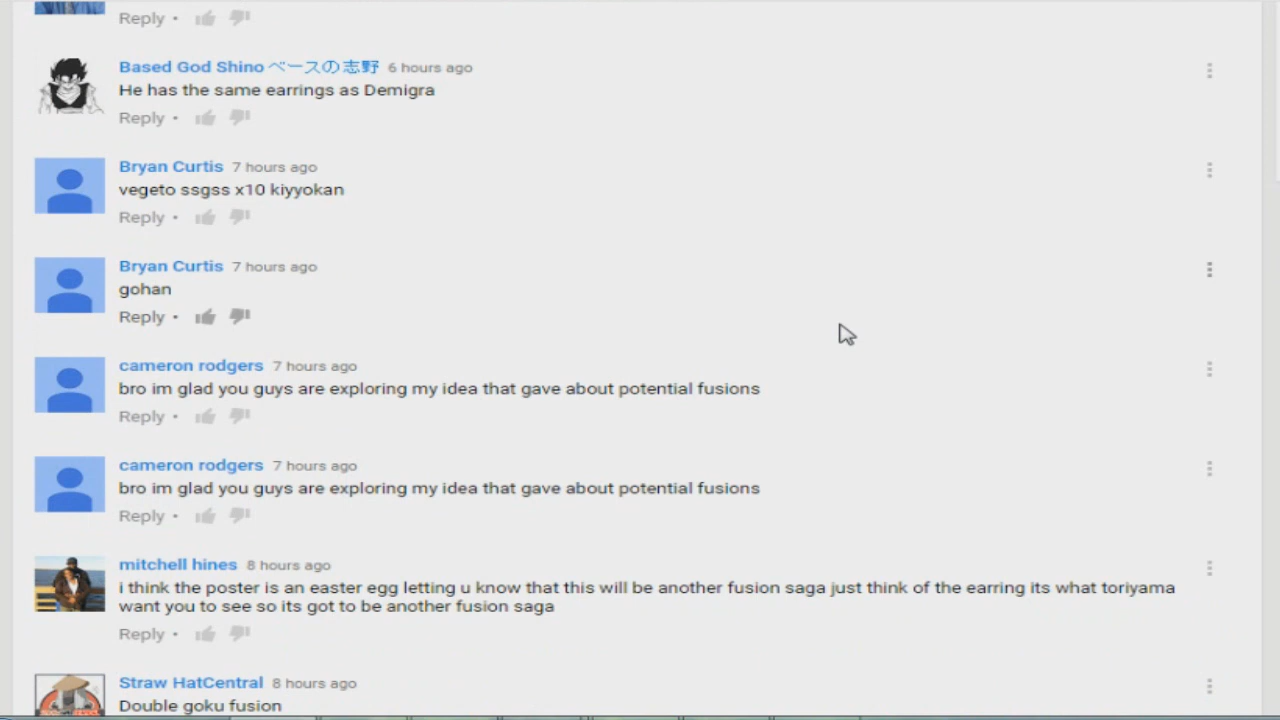 Reply •
Based God Shino ベースの志野 6 hours ago
He has the same earrings as Demigra
Reply •
Bryan Curtis 7 hours ago
vegeto ssgss x10 kiyyokan
Reply •
Bryan Curtis 7 hours ago
gohan
Reply •
cameron rodgers 7 hours ago
bro im glad you guys are exploring my idea that gave about potential fusions
Reply •
cameron rodgers 7 hours ago
bro im glad you guys are exploring my idea that gave about potential fusions
Reply •
mitchell hines 8 hours ago
i think the poster is an easter egg letting u know that this will be another fusion saga just think of the earring its what toriyama
want you to see so its got to be another fusion saga
Reply •
Straw HatCentral 8 hours ago
Double goku fusion